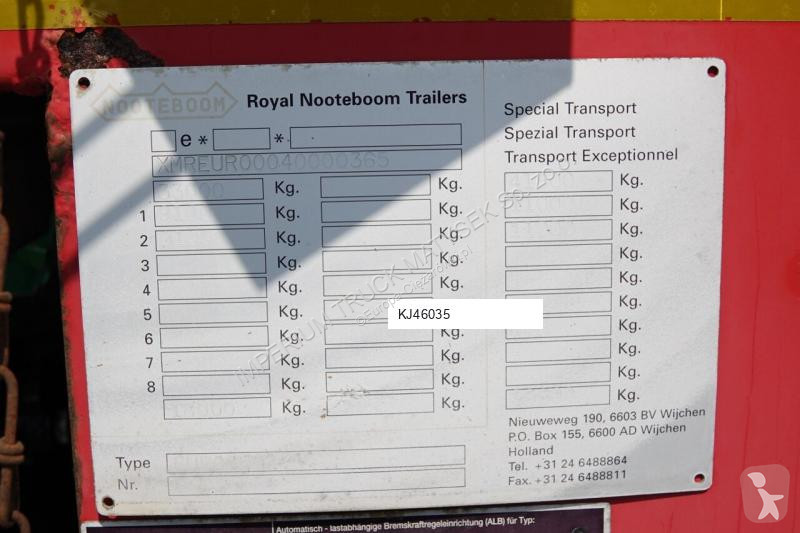 NOOTEBOOM
Royal Nooteboom Trailers
e* *
XMREUR00040000365
Kg. Kg.
1 Kg. Kg.
2 Kg. Kg.
3 Kg. Kg.
4 Kg. Kg.
5 Kg.
6 Kg. Kg.
7 Kg. Kg.
8 Kg. Kg.
Kg. Kg.
Type
Nr.
KJ46035
Special Transport
Spezial Transport
Transport Exceptionnel
Kg.
Kg.
Kg.
Kg.
Kg.
Kg.
Kg.
Kg.
Kg.
Kg.
Nieuweweg 190, 6603 BV Wijchen
P.O. Box 155, 6600 AD Wijchen
Holland
Tel. +31 24 6488864
Fax. +31 24 6488811
Automatisch - lastabhängige Bremskraftregeleinrichtung (ALB) für Typ: